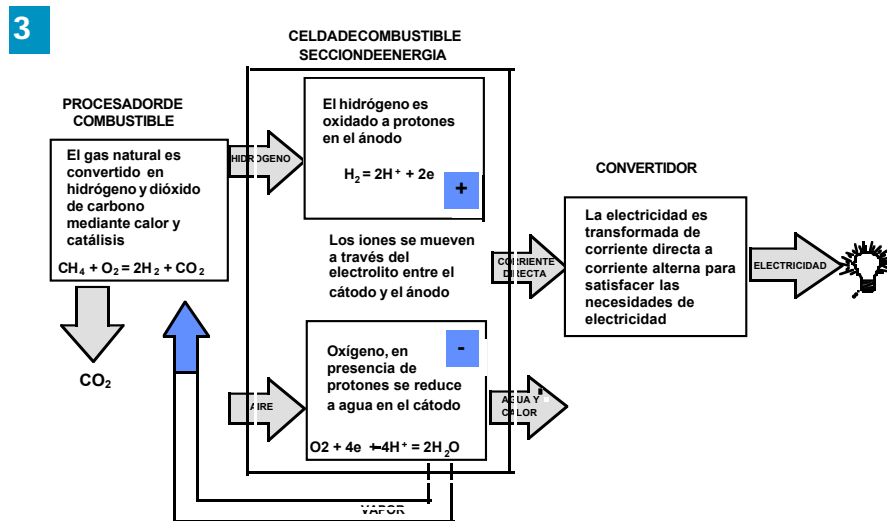 3
CELDADECOMBUSTIBLE
SECCIONDEENERGIA
PROCESADORDE
COMBUSTIBLE
El gas natural es
convertido en
hidrógeno y dióxido
de carbono
mediante calor y
catálisis
CH₄ + O₂ = 2H₂ + CO₂
CO₂
HIDROGENO
El hidrógeno es
oxidado a protones
en el ánodo
H₂ = 2H⁺ + 2e
+
Los iones se mueven
a través del
electrolito entre el
cátodo y el ánodo
AIRE
-
Oxígeno, en
presencia de
protones se reduce
a agua en el cátodo
O2 + 4e +4H⁺ = 2H₂O
VAPOR
CORRIENTE
DIRECTA
AGUA Y
CALOR
CONVERTIDOR
La electricidad es
transformada de
corriente directa a
corriente alterna para
satisfacer las
necesidades de
electricidad
ELECTRICIDAD